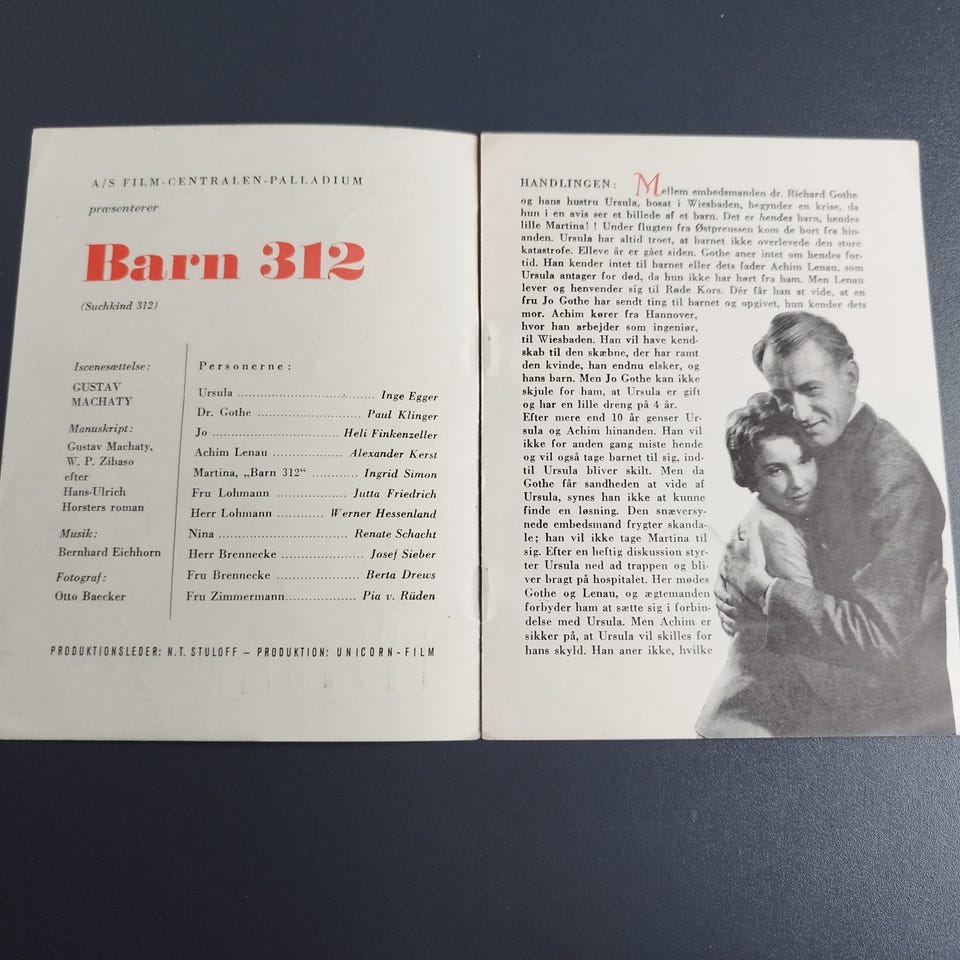 A/S FILM-CENTRALEN-PALLADIUM
præsenterer
Barn 312
(Suchkind 312)
Iscenesættelse:
GUSTAV
MACHATY
Manuskript:
Gustav Machaty,
W. P. Zibaso
efter
Hans-Ulrich
Horsters roman
Musik:
Bernhard Eichhorn
Fotograf:
Otto Baecker
Personerne:
Ursula ........ Inge Egger
Dr. Gothe ........ Paul Klinger
Jo ........ Heli Finkenzeller
Achim Lenau ........ Alexander Kerst
Martina, „Barn 312“ ........ Ingrid Simon
Fru Lohmann ........ Jutta Friedrich
Herr Lohmann ........ Werner Hessenland
Nina ........ Renate Schacht
Herr Brennecke ........ Josef Sieber
Fru Brennecke ........ Berta Drews
Fru Zimmermann ........ Pia v. Rüden
PRODUKTIONSLEDER: N.T. STULOFF – PRODUKTION: UNICORN-FILM
HANDLINGEN: Mellem embedsmanden dr. Richard Gothe
og hans hustru Ursula, bosat i Wiesbaden, begynder en krise, da
hun i en avis ser et billede af et barn. Det er hendes barn, hendes
lille Martina!! Under flugten fra Østpreussen kom de bort fra hin-
anden. Ursula har altid troet, at barnet ikke overlevede den store
katastrofe. Elleve år er gået siden. Gothe aner intet om hendes for-
tid. Han kender intet til barnet eller dets fader Achim Lenau, som
Ursula antager for død, da hun ikke har hørt fra ham. Men Lenau
lever og henvender sig til Røde Kors. Dér får han at vide, at en
fru Jo Gothe har sendt ting til barnet og opgivet, hun kender dets
mor. Achim kører fra Hannover,
hvor han arbejder som ingeniør,
til Wiesbaden. Han vil have kend-
skab til den skæbne, der har ramt
den kvinde, han endnu elsker, og
hans barn. Men Jo Gothe kan ikke
skjule for ham, at Ursula er gift
og har en lille dreng på 4 år.
Efter mere end 10 år genser Ur-
sula og Achim hinanden. Han vil
ikke for anden gang miste hende
og vil også tage barnet til sig, ind-
til Ursula bliver skilt. Men da
Gothe får sandheden at vide af
Ursula, synes han ikke at kunne
finde en løsning. Den snæversy-
nede embedsmand frygter skanda-
le; han vil ikke tage Martina til
sig. Efter en heftig diskussion styr-
ter Ursula ned ad trappen og bli-
ver bragt på hospitalet. Her mødes
Gothe og Lenau, og ægtemanden
forbyder ham at sætte sig i forbin-
delse med Ursula. Men Achim er
sikker på, at Ursula vil skilles for
hans skyld. Han aner ikke, hvilke